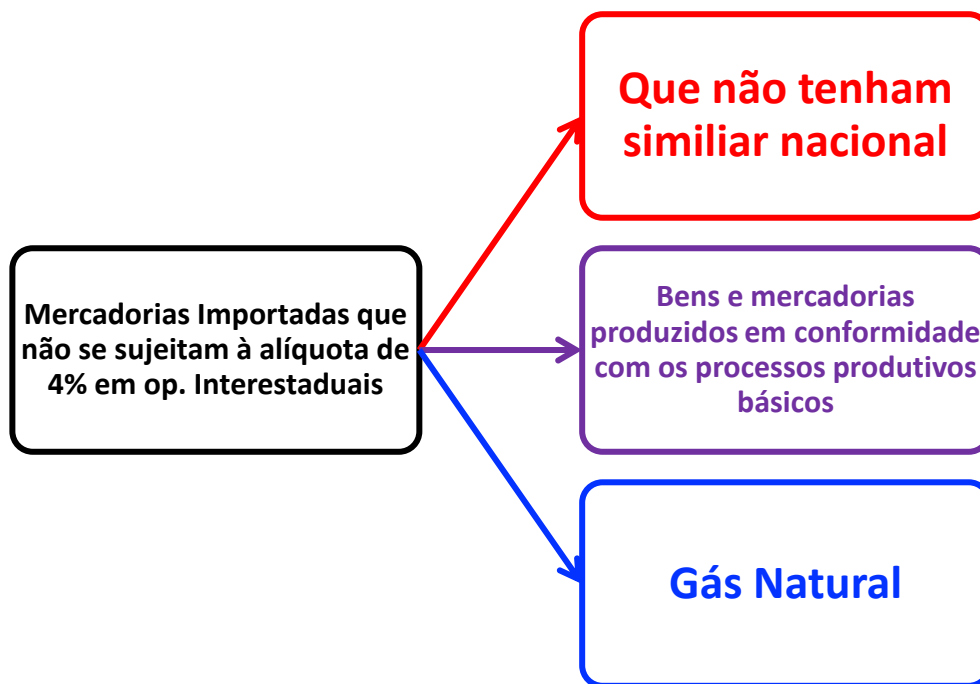 Que não tenham
similiar nacional
Mercadorias Importadas que
não se sujeitam à alíquota de
4% em op. Interestaduais
Bens e mercadorias
produzidos em conformidade
com os processos produtivos
básicos
Gás Natural